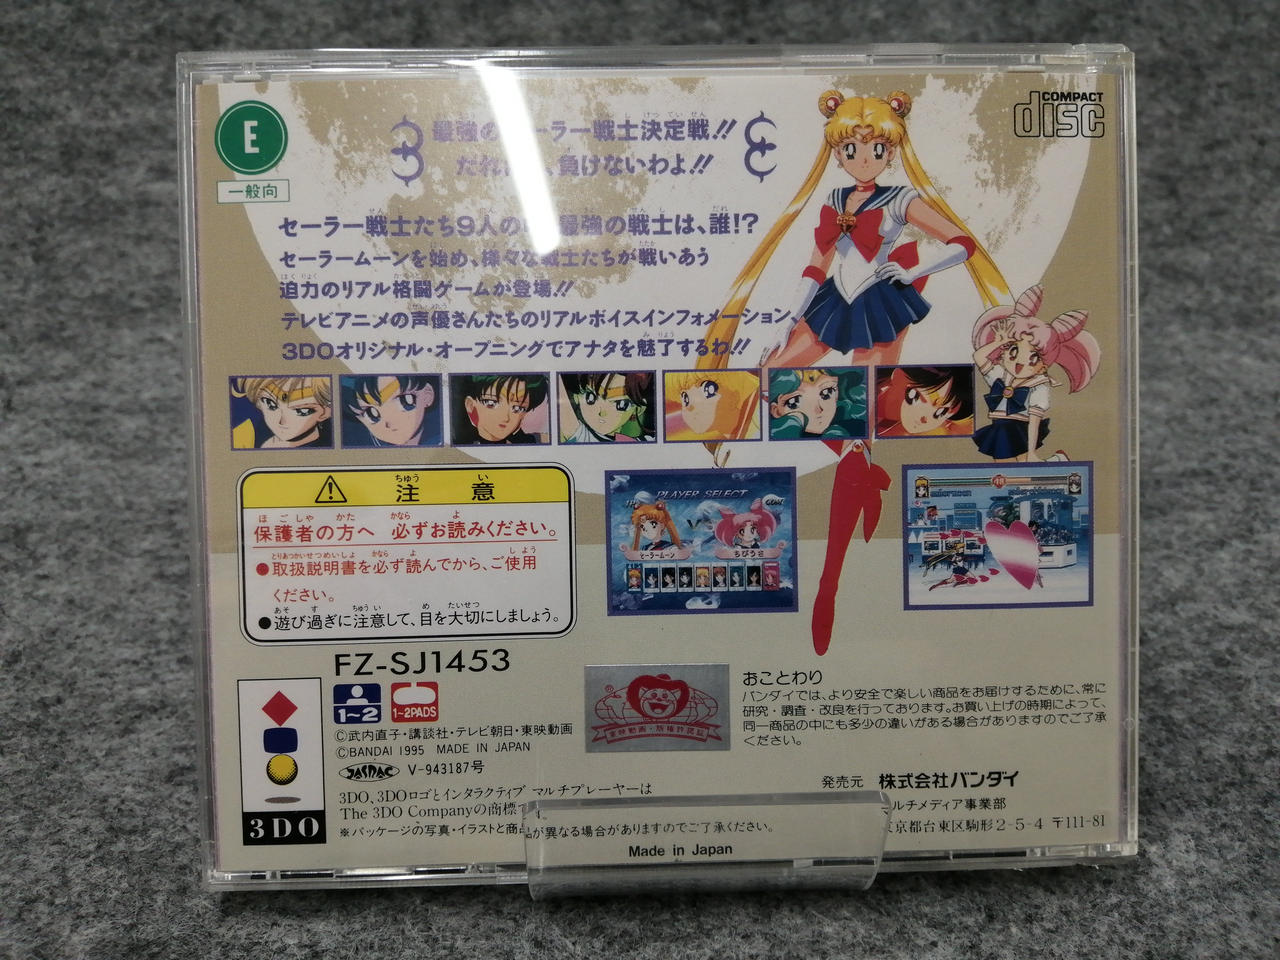 E
一般向
COMPACT
disc
最強の ーラー戦士決定戦!!
だれ 、負けないわよ!!
セーラー戦士たち9人の 最強の戦士は、誰!?
セーラームーンを始め、様々な戦士たちが戦いあう
迫力のリアル格闘ゲームが登場!!
テレビアニメの声優さんたちのリアルボイスインフォメーション、
3DOオリジナル・オープニングでアナタを魅了するわ!!
注意
保護者の方へ 必ずお読みください。
●取扱説明書を必ず読んでから、ご使用
ください。
●遊び過ぎに注意して、目を大切にしましょう。
PLAYER SELECT
セーラームーン
ちびうさ
48
FZ-SJ1453
1~2
1~2PADS
©武内直子・講談社・テレビ朝日・東映動画
©BANDAI 1995 MADE IN JAPAN
JASRAC V-943187号
3DO、3DOロゴとインタラクティブ マルチプレーヤーは
The 3DO Companyの商標で
※パッケージの写真・イラストと商品が異なる場合がありますのでご了承ください。
Made in Japan
3DO
東映動画・版権許諾証
おことわり
バンダイでは、より安全で楽しい商品をお届けするために、常に
研究・調査・改良を行っております。お買い上げの時期によって、
同一商品の中にも多少の違いがある場合がありますのでご了承
ください。
発売元 株式会社バンダイ
ルチメディア事業部
京都台東区駒形2-5-4 〒111-81